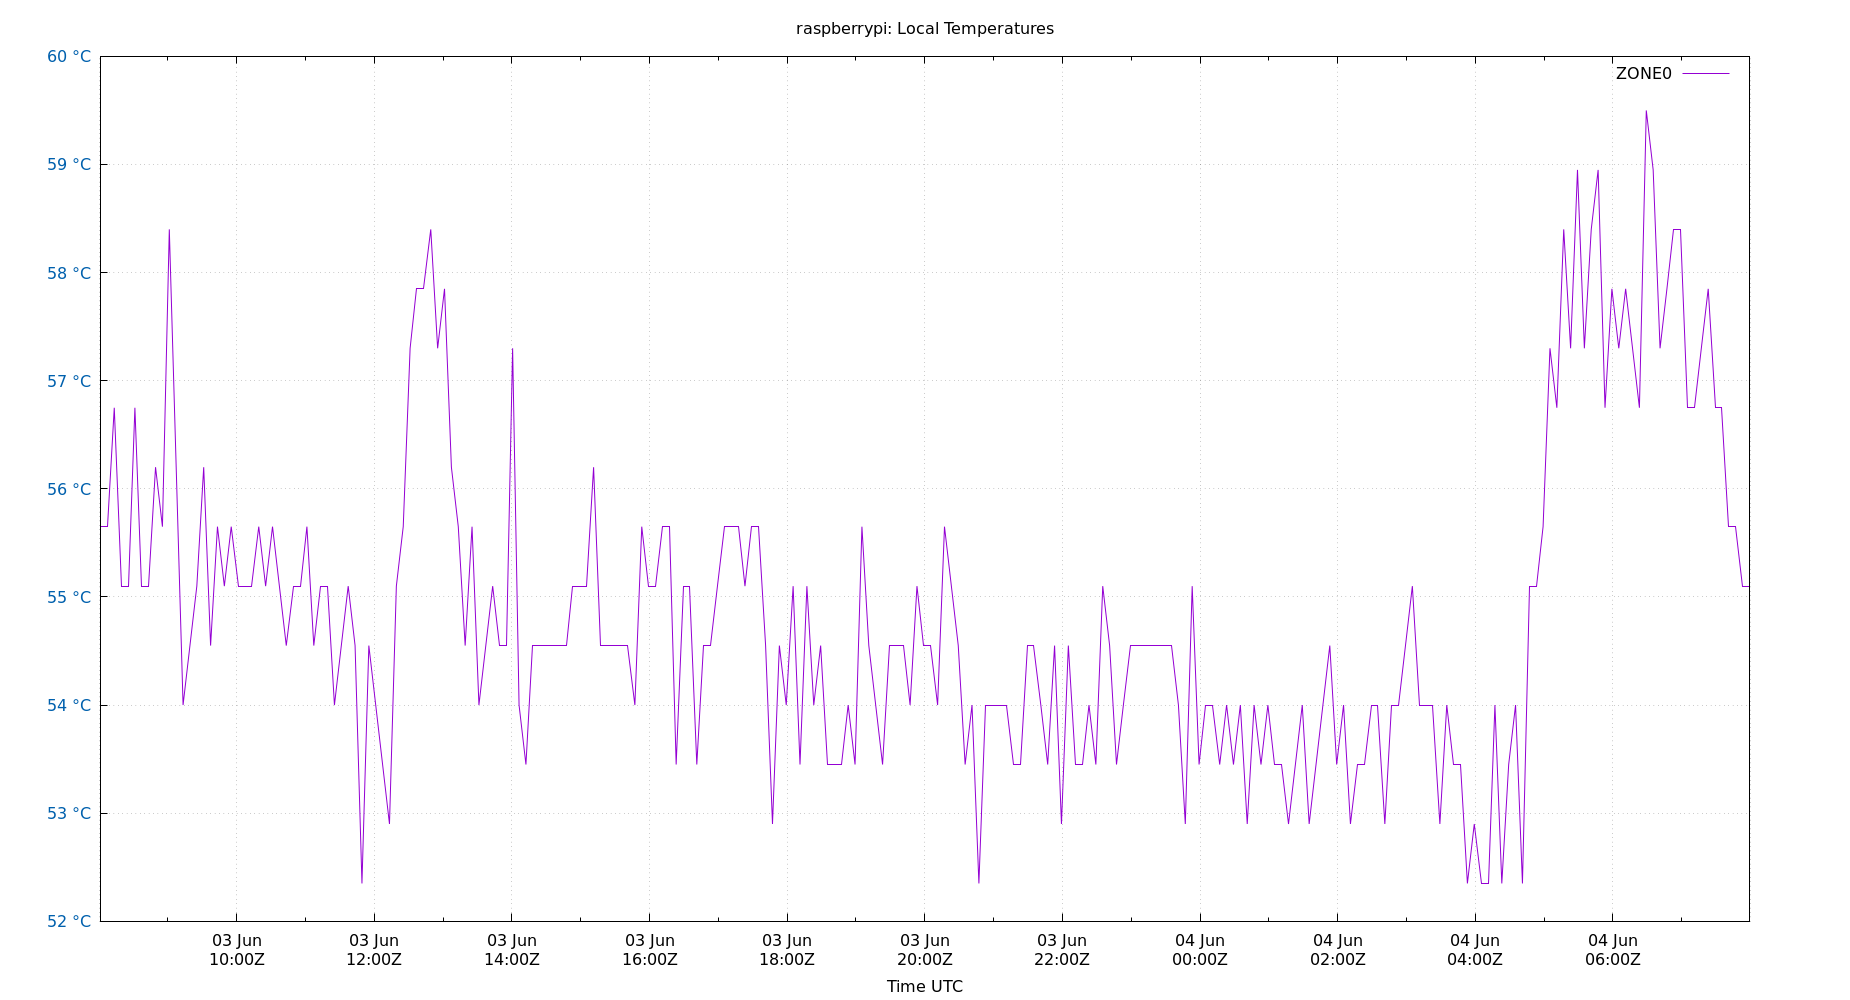 raspberrypi: Local Temperatures
60 °C
ZONE0
59 °C
58 °C
57 °C
56 °C
55 °C
54 °C
53 °C
52 °C
03 Jun 03 Jun 03 Jun 03 Jun 03 Jun 03 Jun 03 Jun 04 Jun 04 Jun 04 Jun 04 Jun
10:00Z 12:00Z 14:00Z 16:00Z 18:00Z 20:00Z 22:00Z 00:00Z 02:00Z 04:00Z 06:00Z
Time UTC